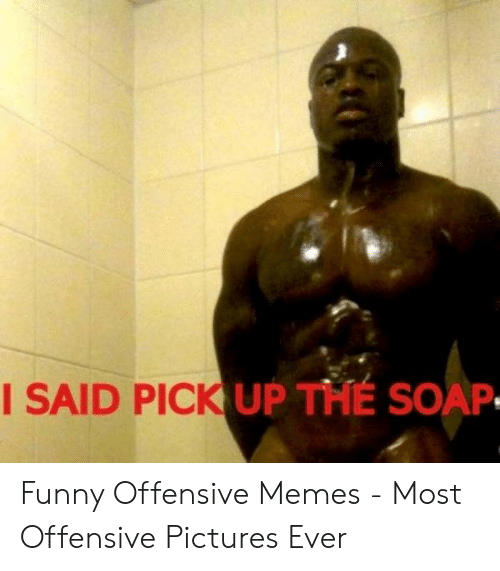 I SAID PICK UP THE SOAP.
Funny Offensive Memes - Most
Offensive Pictures Ever